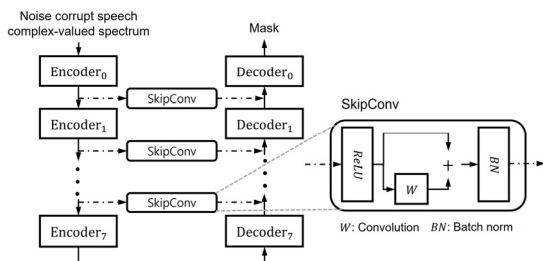 Noise corrupt speech
complex-valued spectrum
Mask
Encoder₀
Decoder₀
SkipConv
Encoder₁
Decoder₁
SkipConv
SkipConv
Encoder₇
Decoder₇
SkipConv
ReLU
+
W
BN
W: Convolution BN: Batch norm